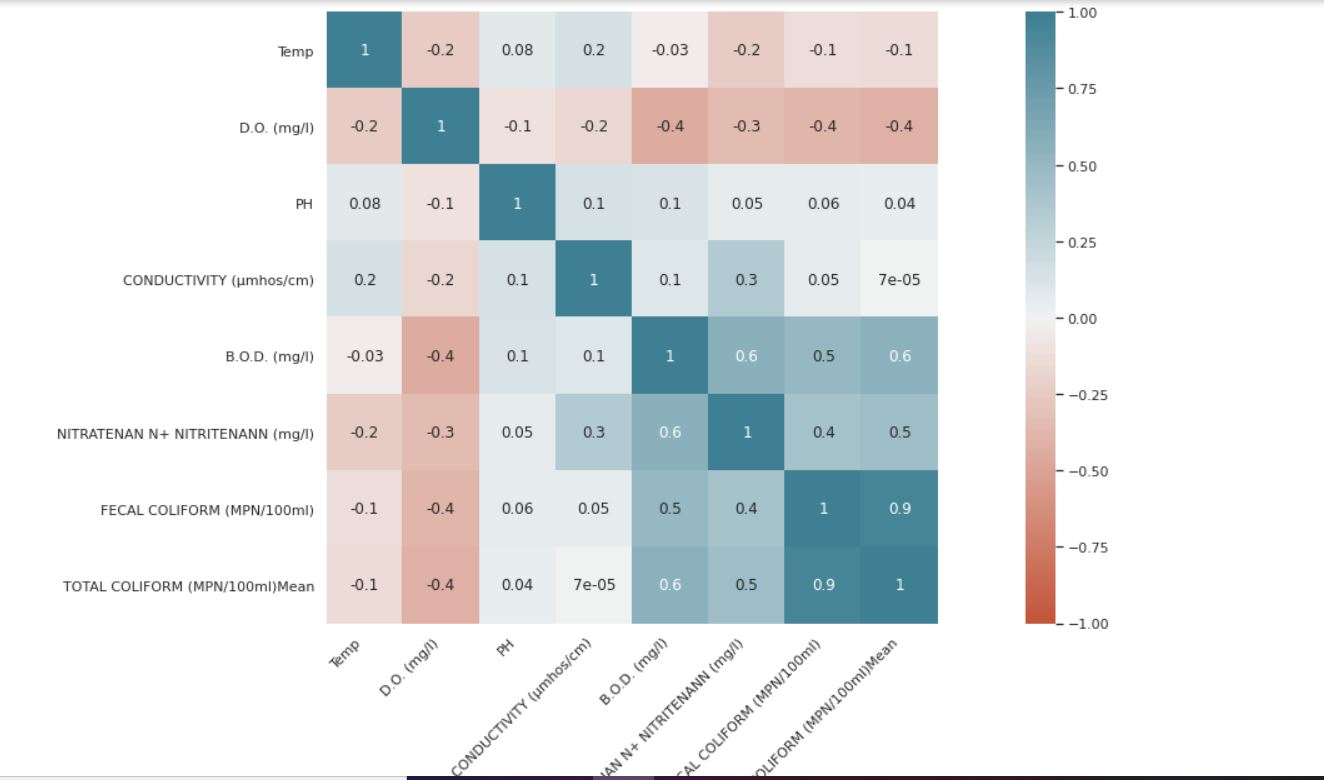 Temp 1 -0.2 0.08 0.2 -0.03 -0.2 -0.1 -0.1
D.O. (mg/l) -0.2 1 -0.1 -0.2 -0.4 -0.3 -0.4 -0.4
PH 0.08 -0.1 1 0.1 0.1 0.05 0.06 0.04
CONDUCTIVITY (µmhos/cm) 0.2 -0.2 0.1 1 0.1 0.3 0.05 7e-05
B.O.D. (mg/l) -0.03 -0.4 0.1 0.1 1 0.6 0.5 0.6
NITRATENAN N+ NITRITENANN (mg/l) -0.2 -0.3 0.05 0.3 0.6 1 0.4 0.5
FECAL COLIFORM (MPN/100ml) -0.1 -0.4 0.06 0.05 0.5 0.4 1 0.9
TOTAL COLIFORM (MPN/100ml)Mean -0.1 -0.4 0.04 7e-05 0.6 0.5 0.9 1
Temp
D.O. (mg/l)
PH
CONDUCTIVITY (µmhos/cm)
B.O.D. (mg/l)
N+ NITRITENANN (mg/l)
COLIFORM (MPN/100ml)
(MPN/100ml)Mean
1.00
0.75
0.50
0.25
0.00
−0.25
−0.50
−0.75
−1.00